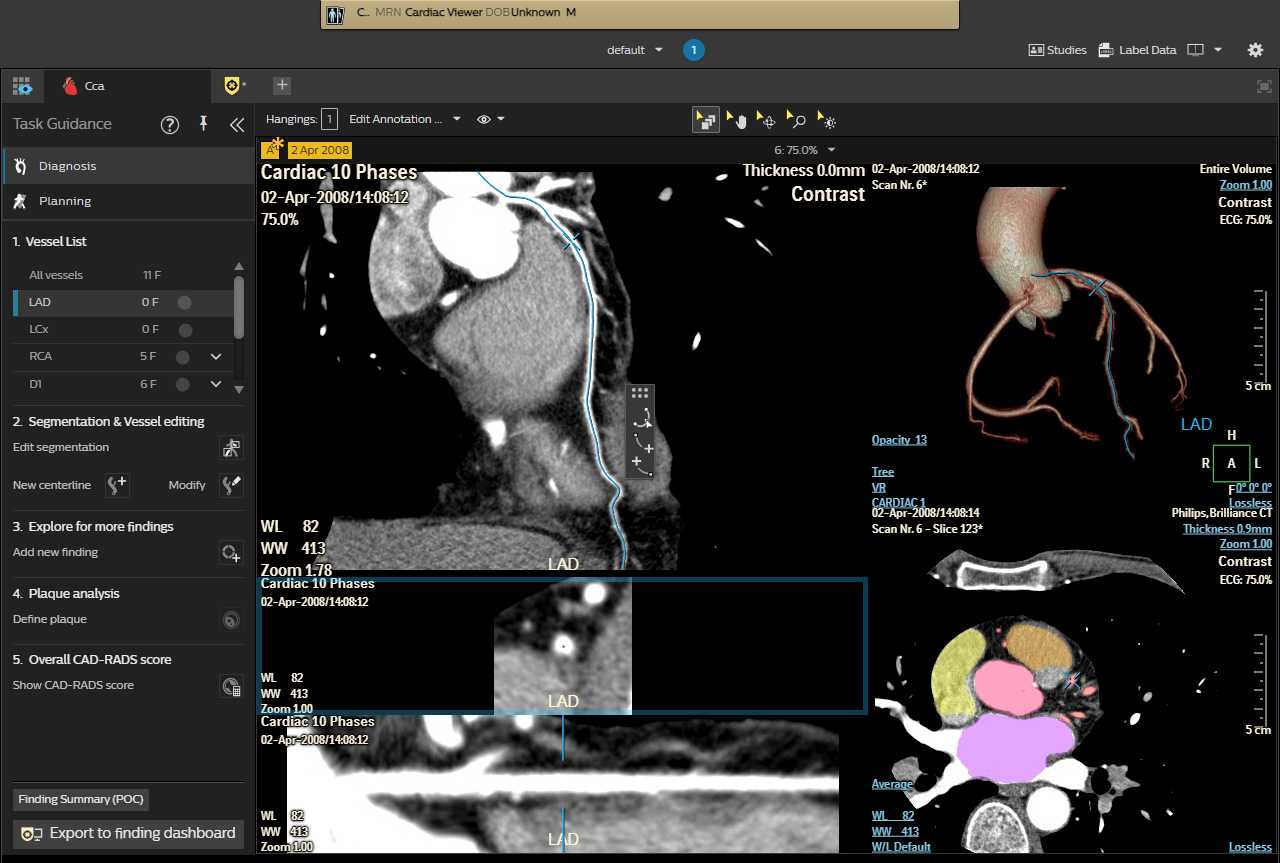 C.. MRN Cardiac Viewer DOBUnknown M
default 1
Studies Label Data
Cca
Task Guidance
Diagnosis
Planning
1. Vessel List
All vessels 11 F
LAD 0 F
LCx 0 F
RCA 5 F
D1 6 F
2. Segmentation & Vessel editing
Edit segmentation
New centerline Modify
3. Explore for more findings
Add new finding
4. Plaque analysis
Define plaque
5. Overall CAD-RADS score
Show CAD-RADS score
Finding Summary (POC)
Export to finding dashboard
Hangings: 1 Edit Annotation ...
A 2 Apr 2008 6: 75.0%
Cardiac 10 Phases
02-Apr-2008/14:08:12
75.0%
Thickness 0.0mm
Contrast
WL 82
WW 413
Zoom 1.78
LAD
Cardiac 10 Phases
02-Apr-2008/14:08:12
WL 82
WW 413
Zoom 1.00
LAD
Cardiac 10 Phases
02-Apr-2008/14:08:12
WL 82
WW 413
Zoom 1.00
LAD
02-Apr-2008/14:08:12
Scan Nr. 6*
Entire Volume
Zoom 1.00
Contrast
ECG: 75.0%
5 cm
LAD
H
R A L
F 0° 0° 0°
Opacity 13
Tree
VR
CARDIAC 1
Lossless
02-Apr-2008/14:08:14
Scan Nr. 6 - Slice 123*
Philips,Brilliance CT
Thickness 0.9mm
Zoom 1.00
Contrast
ECG: 75.0%
5 cm
Average
WL 82
WW 413
W/L Default
Lossless